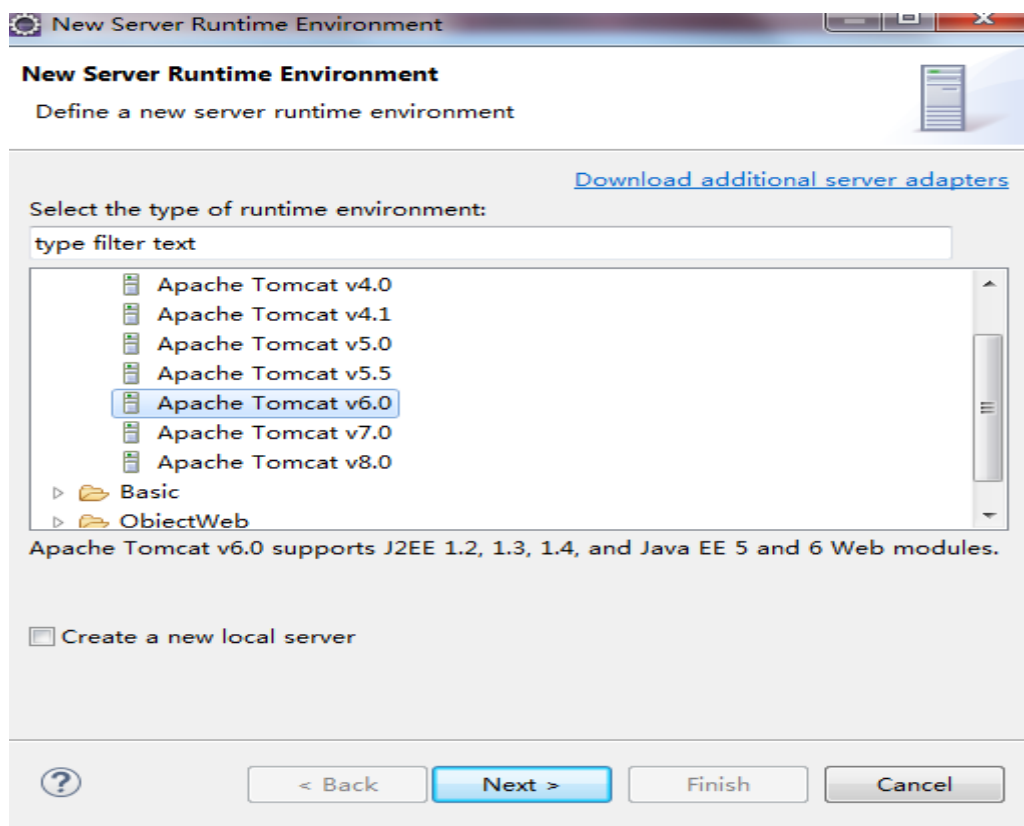 New Server Runtime Environment
New Server Runtime Environment
Define a new server runtime environment
Download additional server adapters
Select the type of runtime environment:
type filter text
Apache Tomcat v4.0
Apache Tomcat v4.1
Apache Tomcat v5.0
Apache Tomcat v5.5
Apache Tomcat v6.0
Apache Tomcat v7.0
Apache Tomcat v8.0
Basic
ObjectWeb
Apache Tomcat v6.0 supports J2EE 1.2, 1.3, 1.4, and Java EE 5 and 6 Web modules.
Create a new local server
< Back
Next >
Finish
Cancel